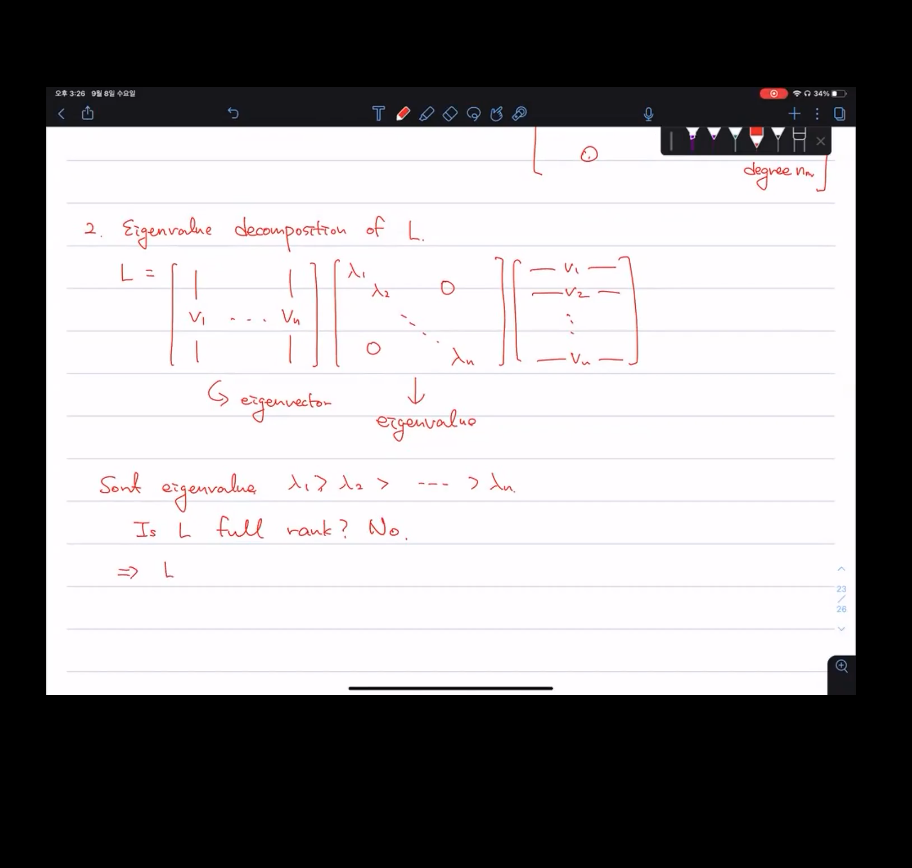 오후 3:26 9월 8일 수요일 34%
0
degree nₙ
2. Eigenvalue decomposition of L.
L = [ | | ] [ λ₁ ] [ — v₁ — ]
λ₂ 0 — v₂ —
v₁ . . . vₙ ⋱ ⋮
| | 0 λₙ — vₙ —
↳ eigenvector ↓
eigenvalue
Sort eigenvalue λ₁ ≥ λ₂ > ---- > λₙ.
Is L full rank? No.
⇒ L
23
/
26